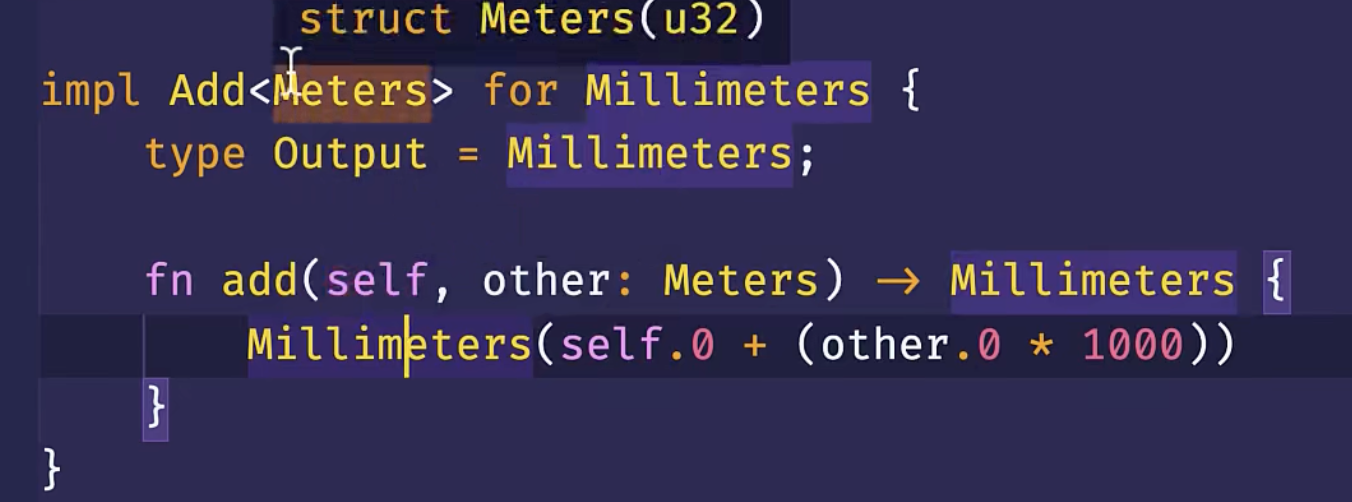 struct Meters(u32)
impl Add<Meters> for Millimeters {
    type Output = Millimeters;
    fn add(self, other: Meters) -> Millimeters {
        Millimeters(self.0 + (other.0 * 1000))
    }
}